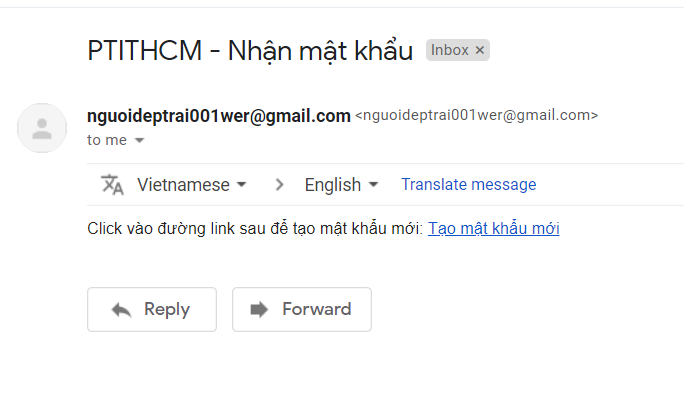 PTITHCM - Nhận mật khẩu Inbox ×
nguoideptrai001wer@gmail.com <nguoideptrai001wer@gmail.com>
to me
Vietnamese > English Translate message
Click vào đường link sau để tạo mật khẩu mới: Tạo mật khẩu mới
Reply Forward